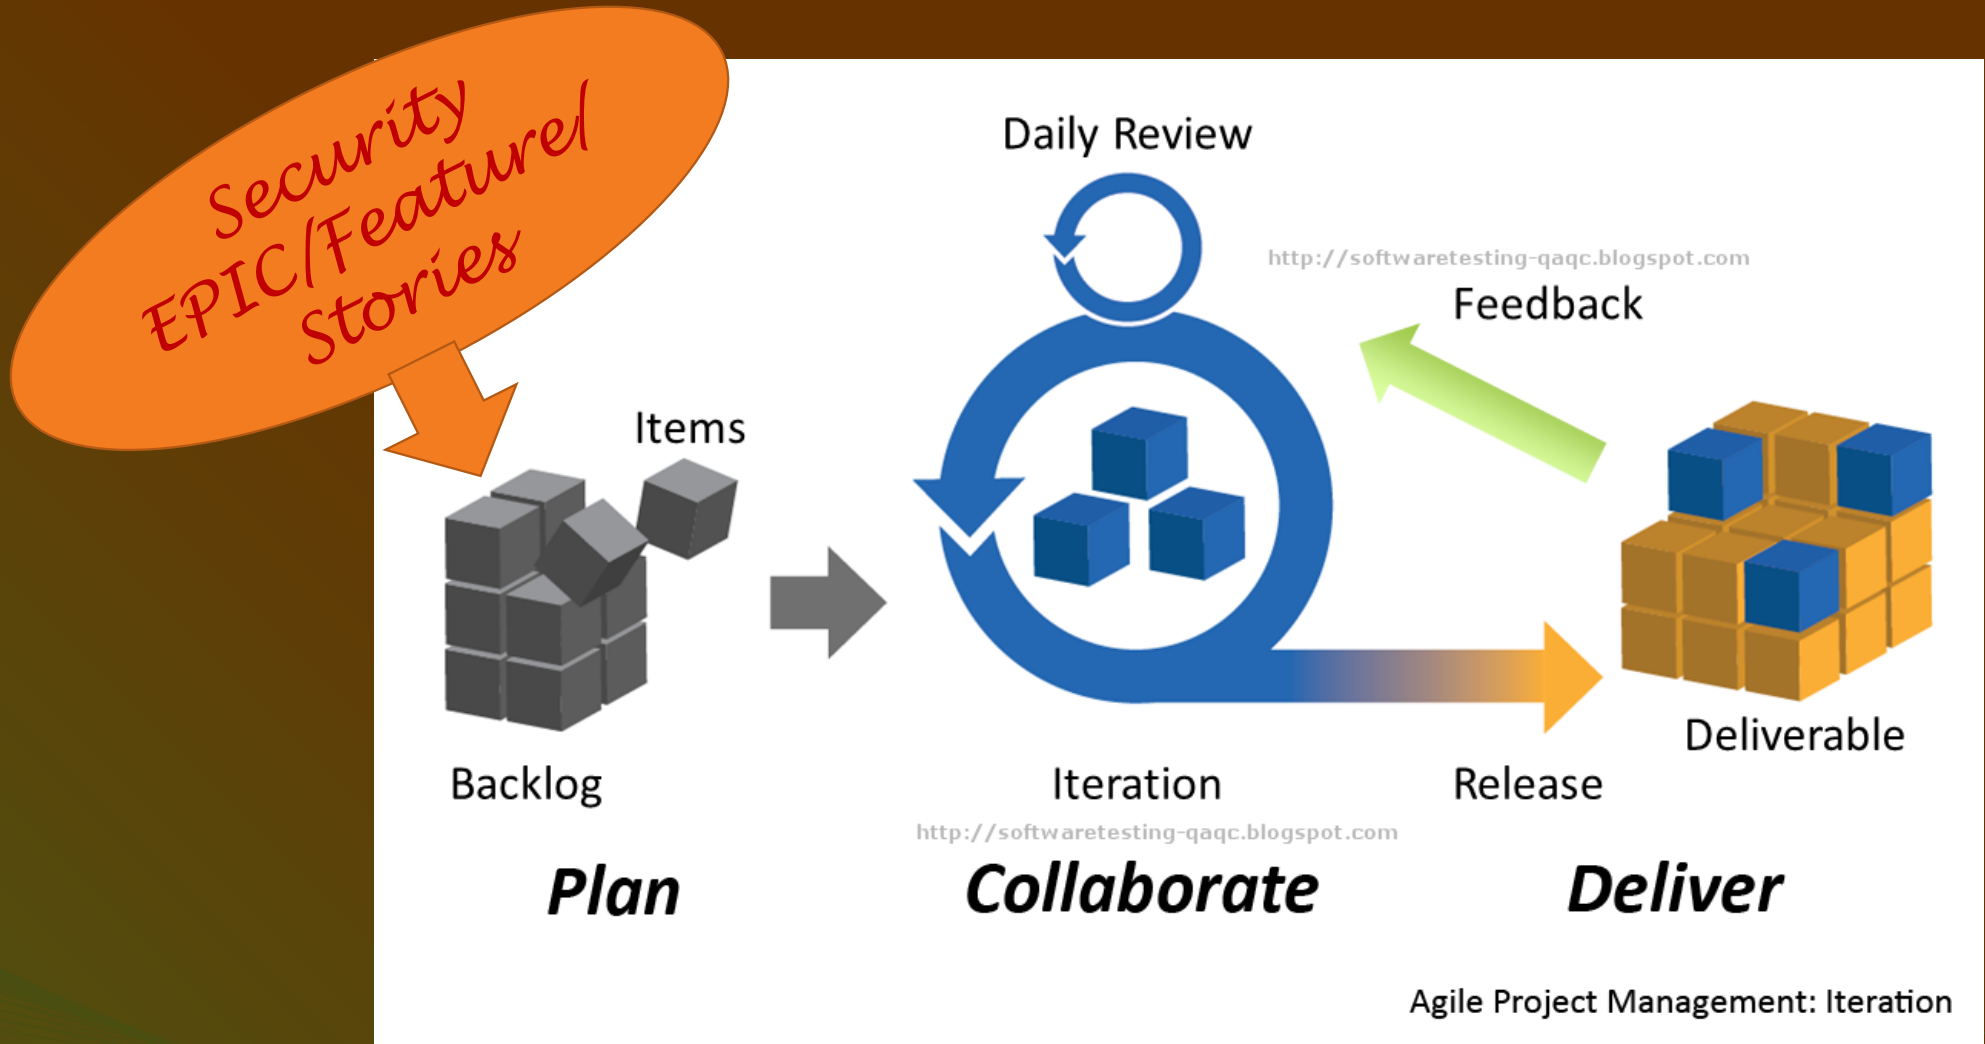 Security
EPIC/Feature/
Stories
Daily Review
http://softwaretesting-qaqc.blogspot.com
Feedback
Items
Deliverable
Backlog
Iteration
Release
http://softwaretesting-qaqc.blogspot.com
Plan
Collaborate
Deliver
Agile Project Management: Iteration